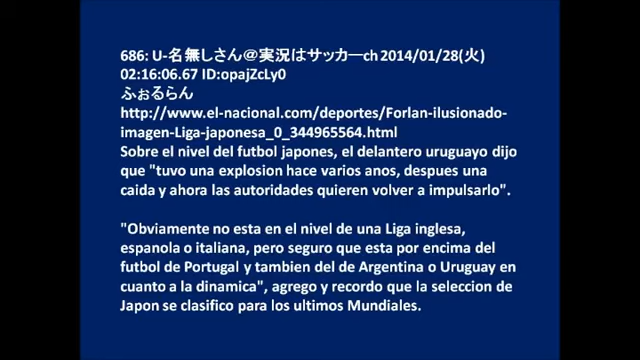 686: U-名無しさん＠実況はサッカーch 2014/01/28(火)
02:16:06.67 ID:opajZcLy0
ふぉるらん
http://www.el-nacional.com/deportes/Forlan-ilusionado-
imagen-Liga-japonesa_0_344965564.html
Sobre el nivel del futbol japones, el delantero uruguayo dijo
que "tuvo una explosion hace varios anos, despues una
caida y ahora las autoridades quieren volver a impulsarlo".
"Obviamente no esta en el nivel de una Liga inglesa,
espanola o italiana, pero seguro que esta por encima del
futbol de Portugal y tambien del de Argentina o Uruguay en
cuanto a la dinamica", agrego y recordo que la seleccion de
Japon se clasifico para los ultimos Mundiales.